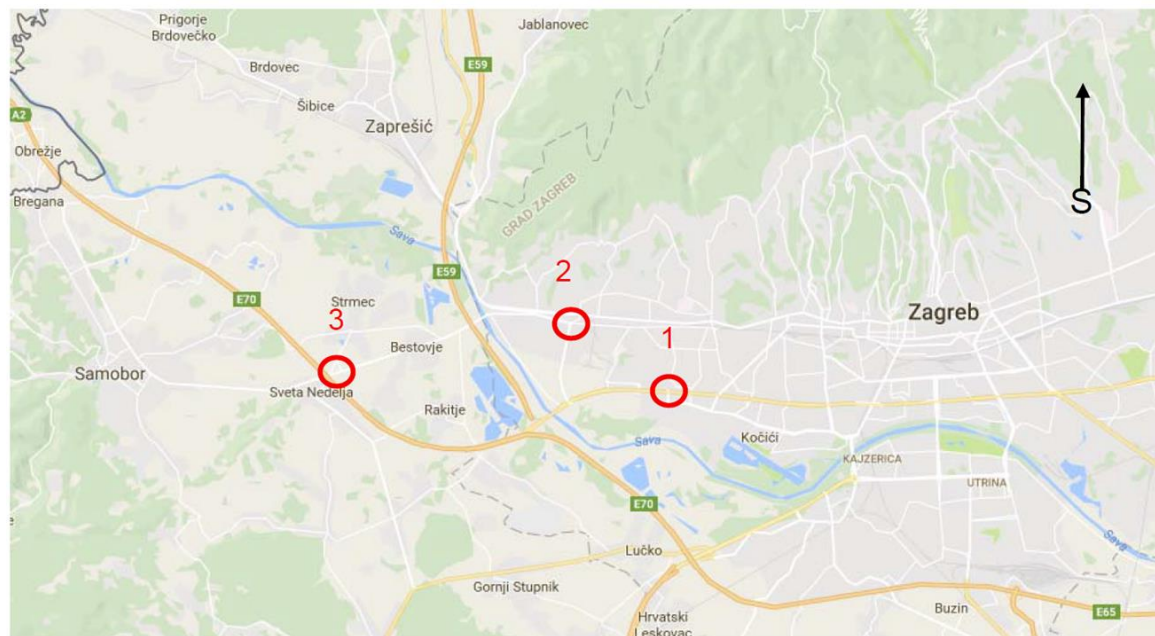 Prigorje
Brdovečko
Jablanovec
E59
Brdovec
Šibice
Zaprešić
A2
Obrežje
Bregana
S
GRAD ZAGREB
Sava
E59
2
E70
Strmec
3
1
Zagreb
Bestovje
Samobor
Sveta Nedelja
Rakitje
Sava
Kočići
KAJZERICA
UTRINA
E70
Sava
Lučko
Gornji Stupnik
Buzin
E65
Hrvatski
Leskovac